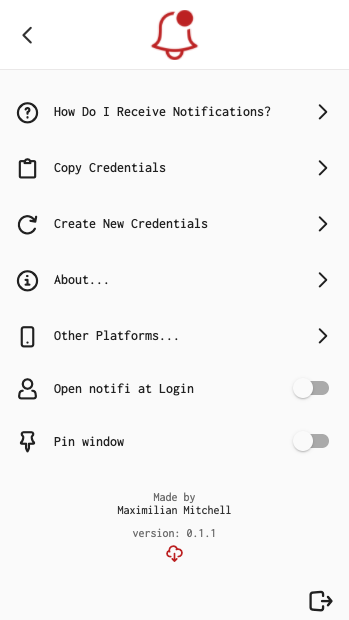 How Do I Receive Notifications?
Copy Credentials
Create New Credentials
About...
Other Platforms...
Open notifi at Login
Pin window
Made by
Maximilian Mitchell
version: 0.1.1